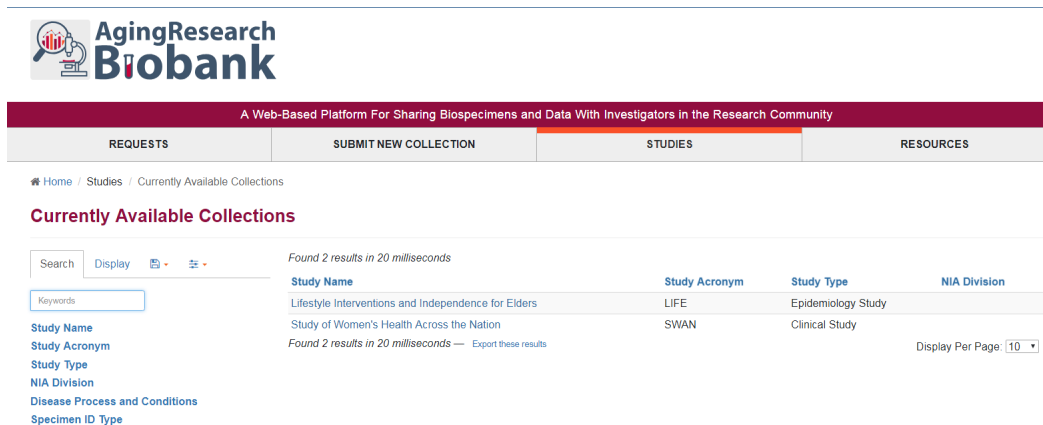 AgingResearch
Biobank
A Web-Based Platform For Sharing Biospecimens and Data With Investigators in the Research Community
REQUESTS SUBMIT NEW COLLECTION STUDIES RESOURCES
Home / Studies / Currently Available Collections
Currently Available Collections
Search Display
Keywords
Study Name
Study Acronym
Study Type
NIA Division
Disease Process and Conditions
Specimen ID Type
Found 2 results in 20 milliseconds
Study Name Study Acronym Study Type NIA Division
Lifestyle Interventions and Independence for Elders LIFE Epidemiology Study
Study of Women's Health Across the Nation SWAN Clinical Study
Found 2 results in 20 milliseconds — Export these results
Display Per Page: 10